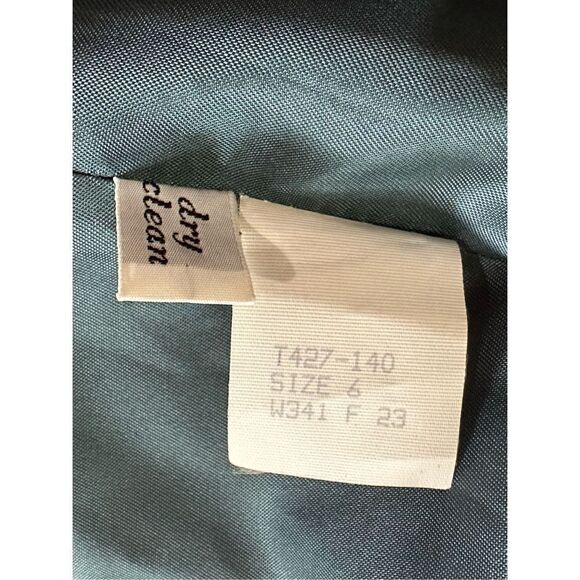 dry
clean
T427-140
SIZE 6
W341 F 23